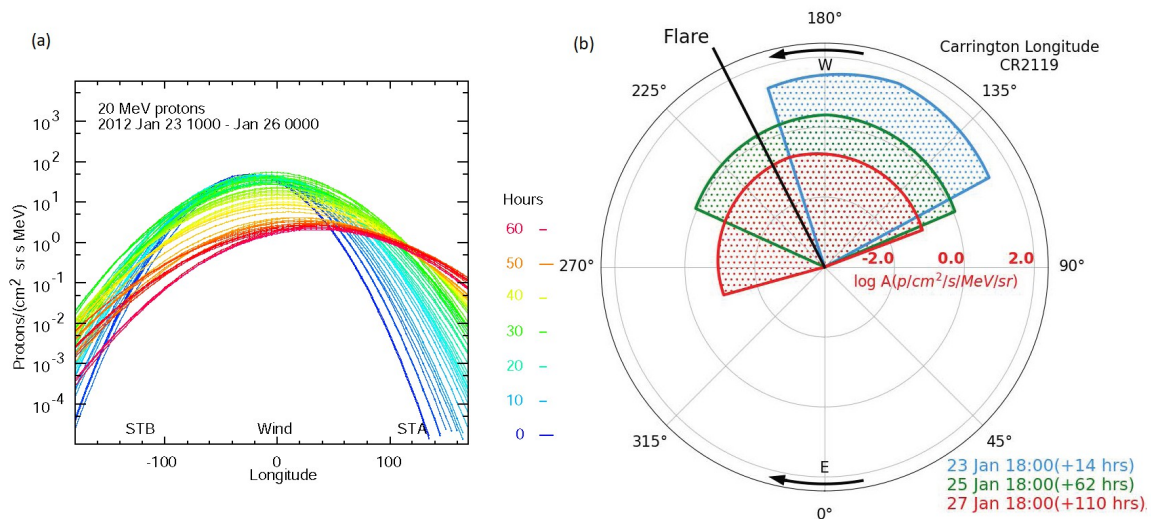 (a)
20 MeV protons
2012 Jan 23 1000 - Jan 26 0000
Protons/(cm² sr s MeV)
10³
10²
10¹
10⁰
10⁻¹
10⁻²
10⁻³
10⁻⁴
STB Wind STA
-100 0 100
Longitude
Hours
60
50
40
30
20
10
0
(b)
Flare
Carrington Longitude
CR2119
180°
W
225°
135°
270°
90°
-2.0 0.0 2.0
log A(p/cm²/s/MeV/sr)
315°
45°
E
0°
23 Jan 18:00(+14 hrs)
25 Jan 18:00(+62 hrs)
27 Jan 18:00(+110 hrs)